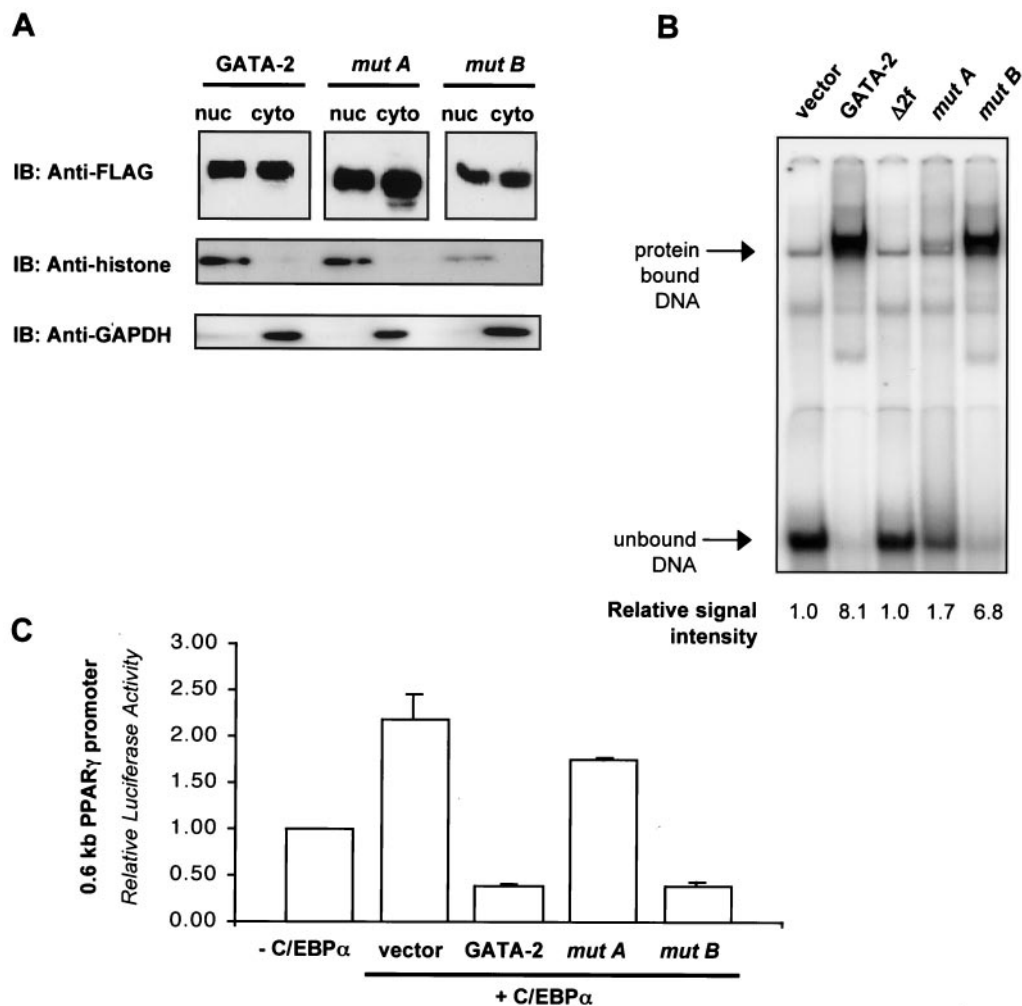 A
GATA-2 mut A mut B
nuc cyto nuc cyto nuc cyto
IB: Anti-FLAG
IB: Anti-histone
IB: Anti-GAPDH
B
vector GATA-2 Δ2f mut A mut B
protein
bound
DNA
unbound
DNA
Relative signal
intensity
1.0 8.1 1.0 1.7 6.8
C
0.6 kb PPARγ promoter
Relative Luciferase Activity
3.00
2.50
2.00
1.50
1.00
0.50
0.00
- C/EBPα vector GATA-2 mut A mut B
+ C/EBPα